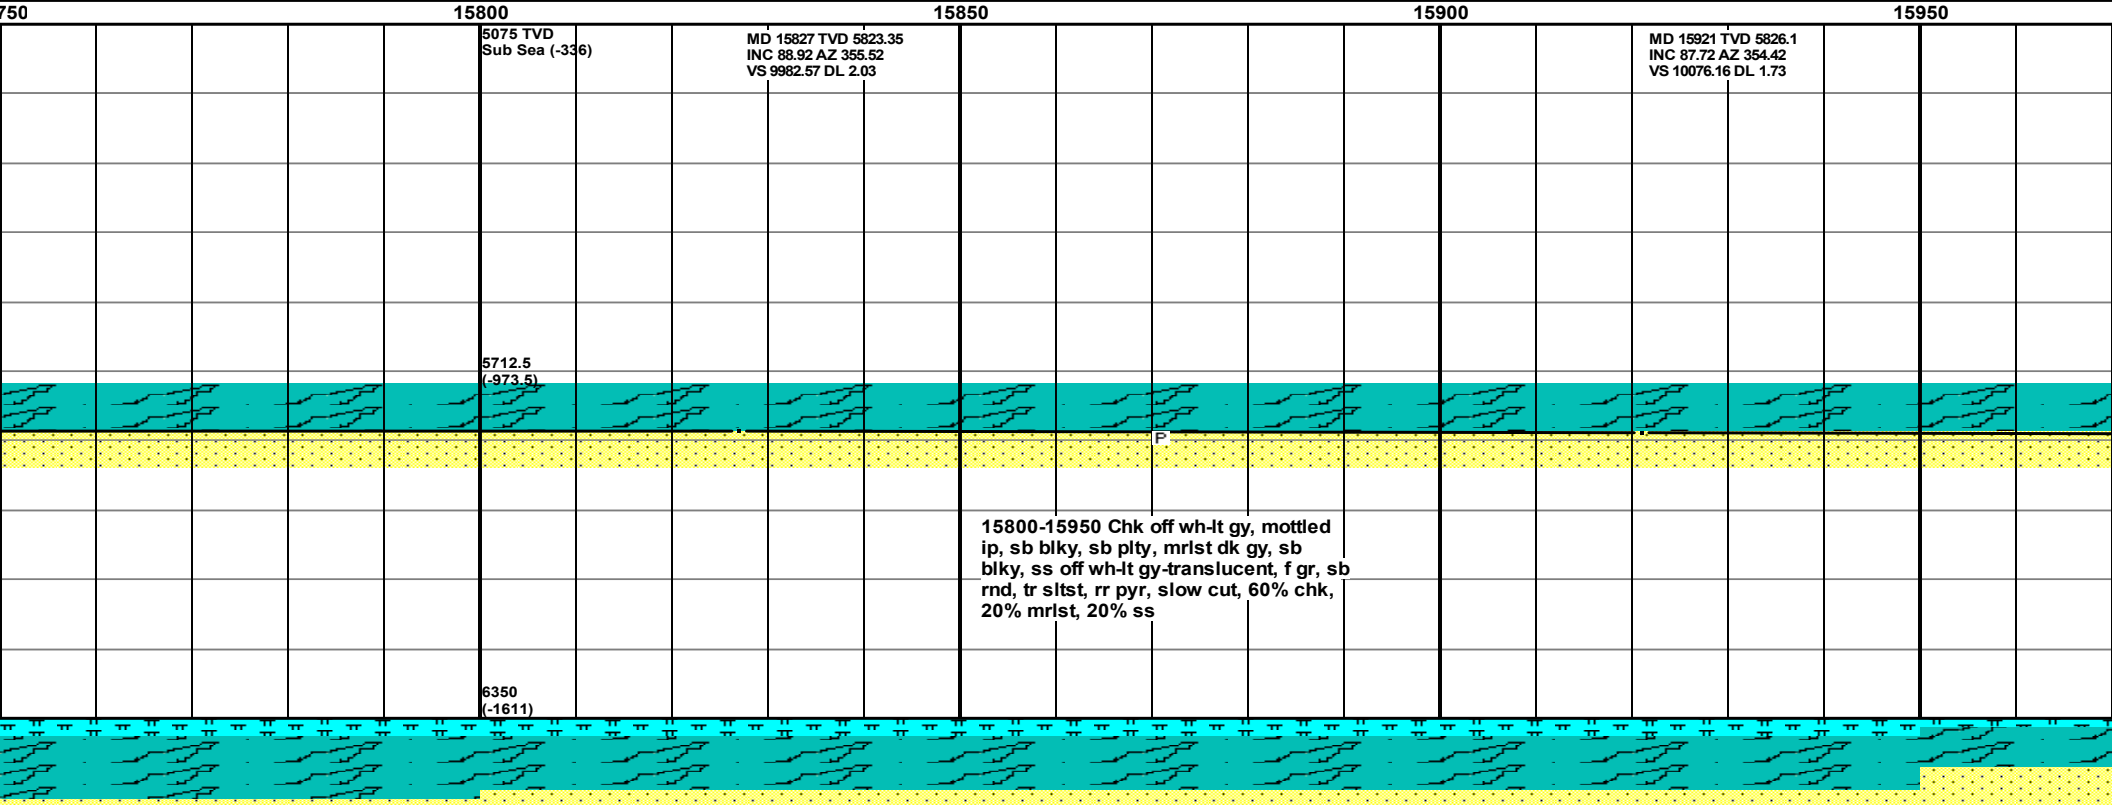 750 15800 15850 15900 15950
5075 TVD
Sub Sea (-336)
MD 15827 TVD 5823.35
INC 88.92 AZ 355.52
VS 9982.57 DL 2.03
MD 15921 TVD 5826.1
INC 87.72 AZ 354.42
VS 10076.16 DL 1.73
5712.5
(-973.5)
P
15800-15950 Chk off wh-lt gy, mottled
ip, sb blky, sb plty, mrlst dk gy, sb
blky, ss off wh-lt gy-translucent, f gr, sb
rnd, tr sltst, rr pyr, slow cut, 60% chk,
20% mrlst, 20% ss
6350
(-1611)